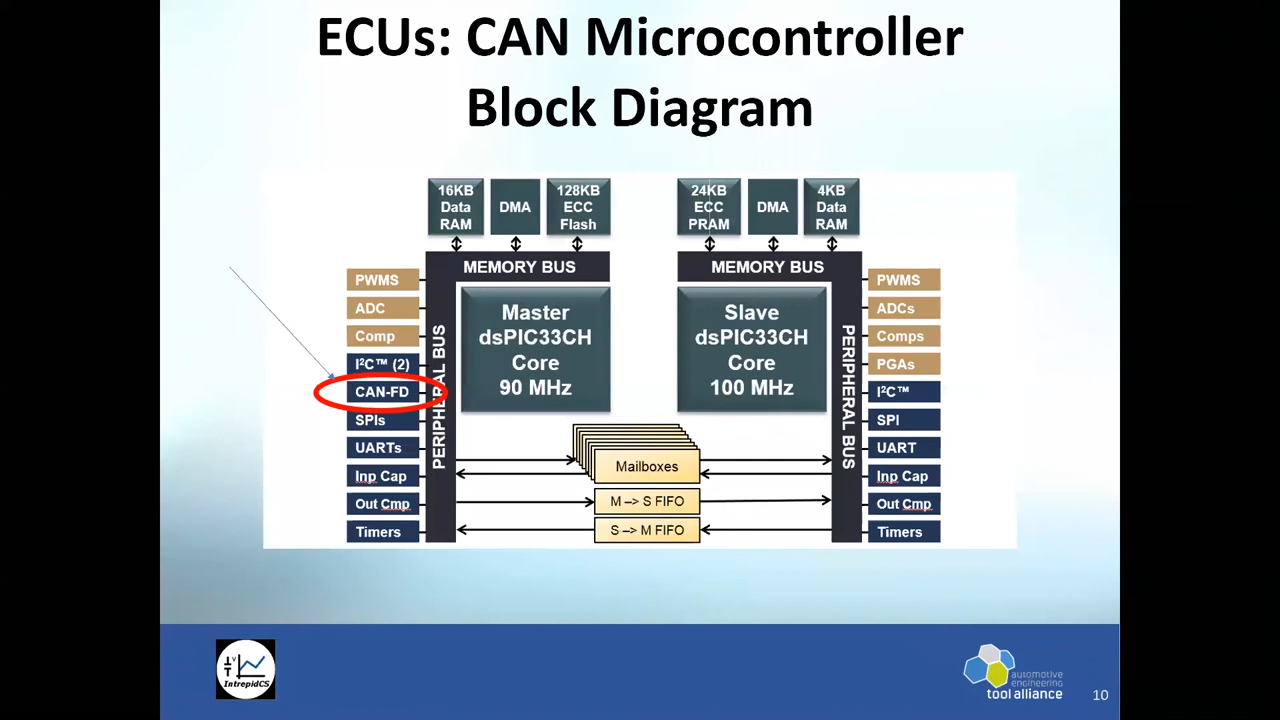 ECUs: CAN Microcontroller
Block Diagram
16KB
Data
RAM
DMA
128KB
ECC
Flash
24KB
ECC
PRAM
DMA
4KB
Data
RAM
MEMORY BUS
MEMORY BUS
PWMS
ADC
Comp
I²C™ (2)
CAN-FD
SPIs
UARTs
Inp Cap
Out Cmp
Timers
PERIPHERAL BUS
Master
dsPIC33CH
Core
90 MHz
Slave
dsPIC33CH
Core
100 MHz
Mailboxes
M –> S FIFO
S –> M FIFO
PERIPHERAL BUS
PWMS
ADCs
Comps
PGAs
I²C™
SPI
UART
Inp Cap
Out Cmp
Timers
V
IntrepidCS
automotive
engineering
tool alliance
10